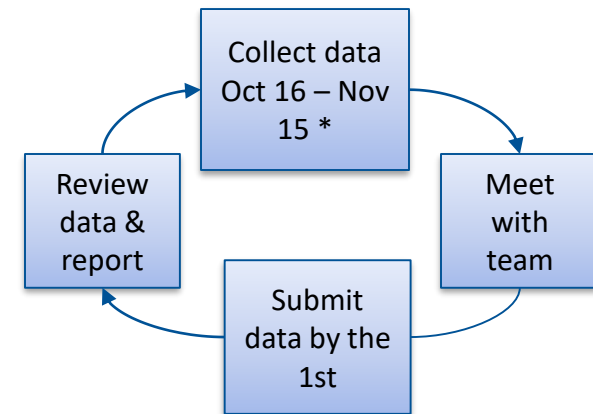 Collect data
Oct 16 – Nov
15 *
Meet
with
team
Submit
data by the
1st
Review
data &
report